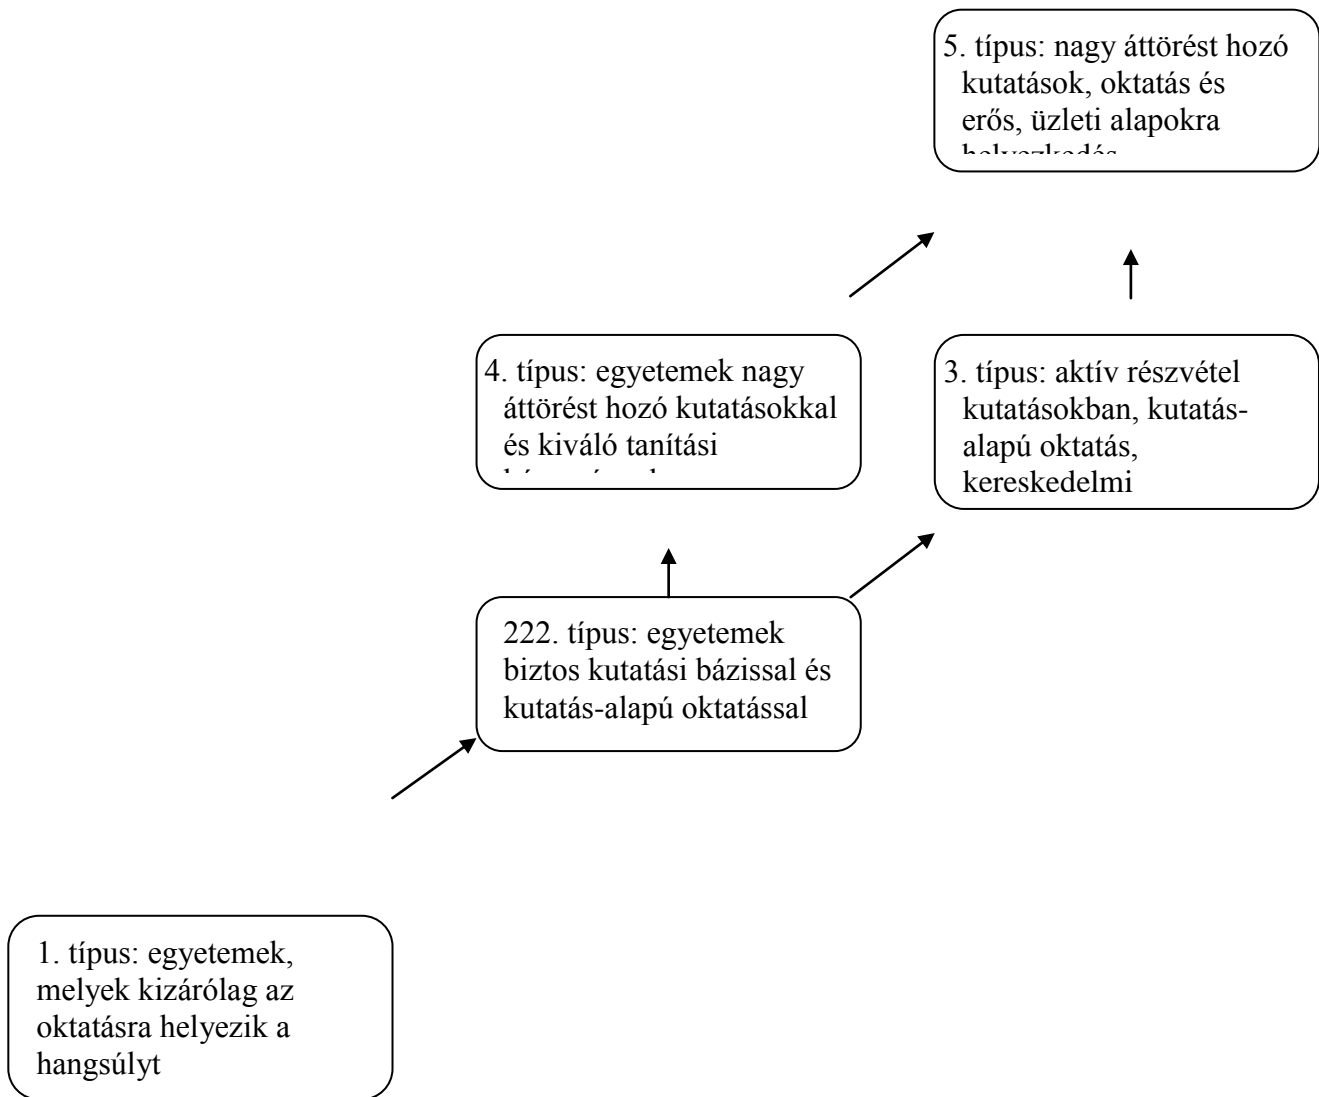 5. típus: nagy áttörést hozó
kutatások, oktatás és
erős, üzleti alapokra
helyezkedés
4. típus: egyetemek nagy
áttörést hozó kutatásokkal
és kiváló tanítási
3. típus: aktív részvétel
kutatásokban, kutatás-
alapú oktatás,
kereskedelmi
222. típus: egyetemek
biztos kutatási bázissal és
kutatás-alapú oktatással
1. típus: egyetemek,
melyek kizárólag az
oktatásra helyezik a
hangsúlyt